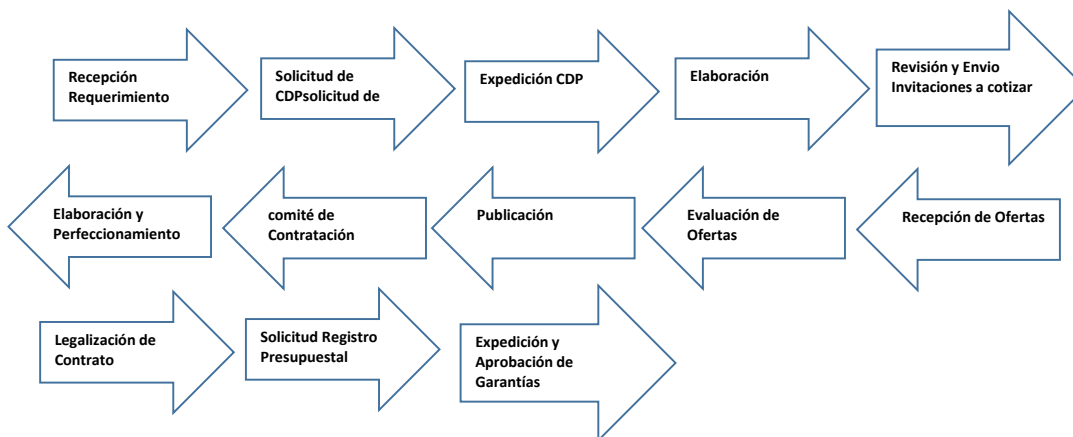 Recepción
Requerimiento
Solicitud de
CDPsolicitud de
Expedición CDP
Elaboración
Revisión y Envio
Invitaciones a cotizar
Recepción de Ofertas
Evaluación de
Ofertas
Publicación
comité de
Contratación
Elaboración y
Perfeccionamiento
Legalización de
Contrato
Solicitud Registro
Presupuestal
Expedición y
Aprobación de
Garantías